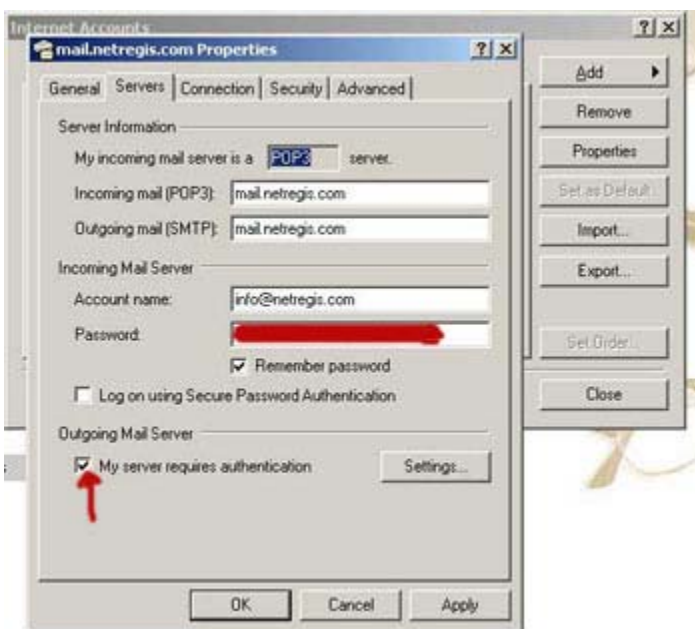 Internet Accounts
mail.netregis.com Properties
General Servers Connection Security Advanced
Server Information
My incoming mail server is a POP3 server.
Incoming mail (POP3): mail.netregis.com
Outgoing mail (SMTP): mail.netregis.com
Incoming Mail Server
Account name: info@netregis.com
Password:
Remember password
Log on using Secure Password Authentication
Outgoing Mail Server
My server requires authentication Settings...
OK Cancel Apply
Add
Remove
Properties
Set as Default
Import...
Export...
Set Order...
Close